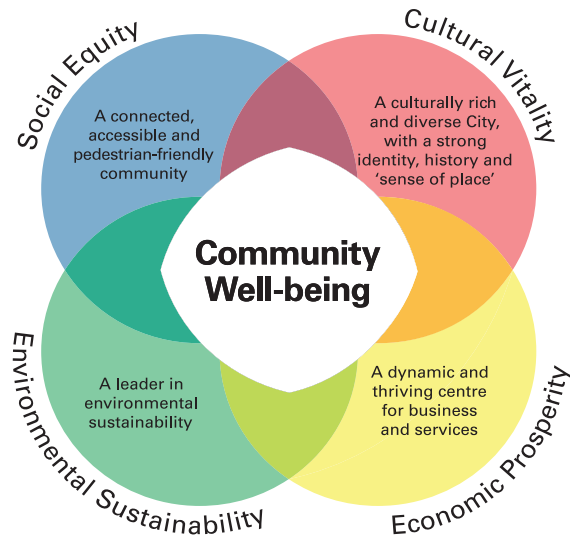 Social Equity
Cultural Vitality
A connected,
accessible and
pedestrian-friendly
community
A culturally rich
and diverse City,
with a strong
identity, history and
‘sense of place’
Community
Well-being
A leader in
environmental
sustainability
A dynamic and
thriving centre
for business
and services
Environmental Sustainability
Economic Prosperity